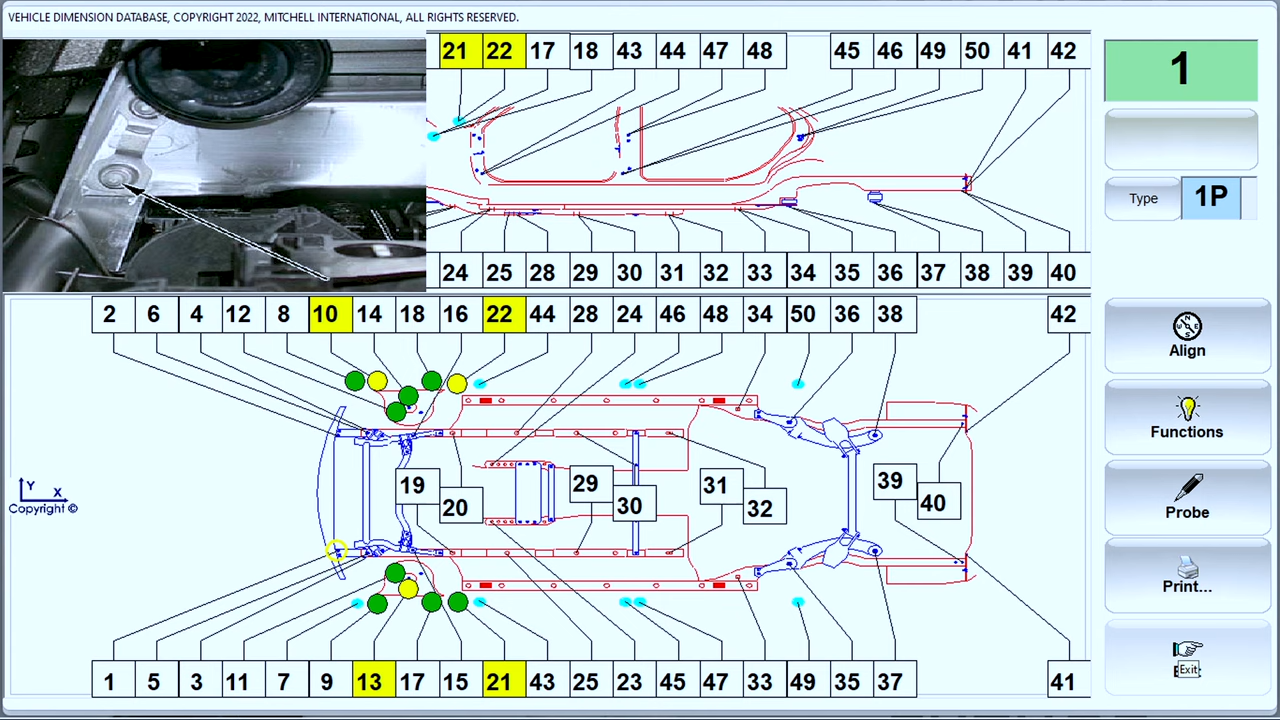 VEHICLE DIMENSION DATABASE, COPYRIGHT 2022, MITCHELL INTERNATIONAL, ALL RIGHTS RESERVED.
21 22 17 18 43 44 47 48 45 46 49 50 41 42
1
Type 1P
24 25 28 29 30 31 32 33 34 35 36 37 38 39 40
2 6 4 12 8 10 14 18 16 22 44 28 24 46 48 34 50 36 38 42
Align
Functions
19 20 29 30 31 32 39 40
Y
X
Copyright ©
Probe
Print...
1 5 3 11 7 9 13 17 15 21 43 25 23 45 47 33 49 35 37 41
Exit